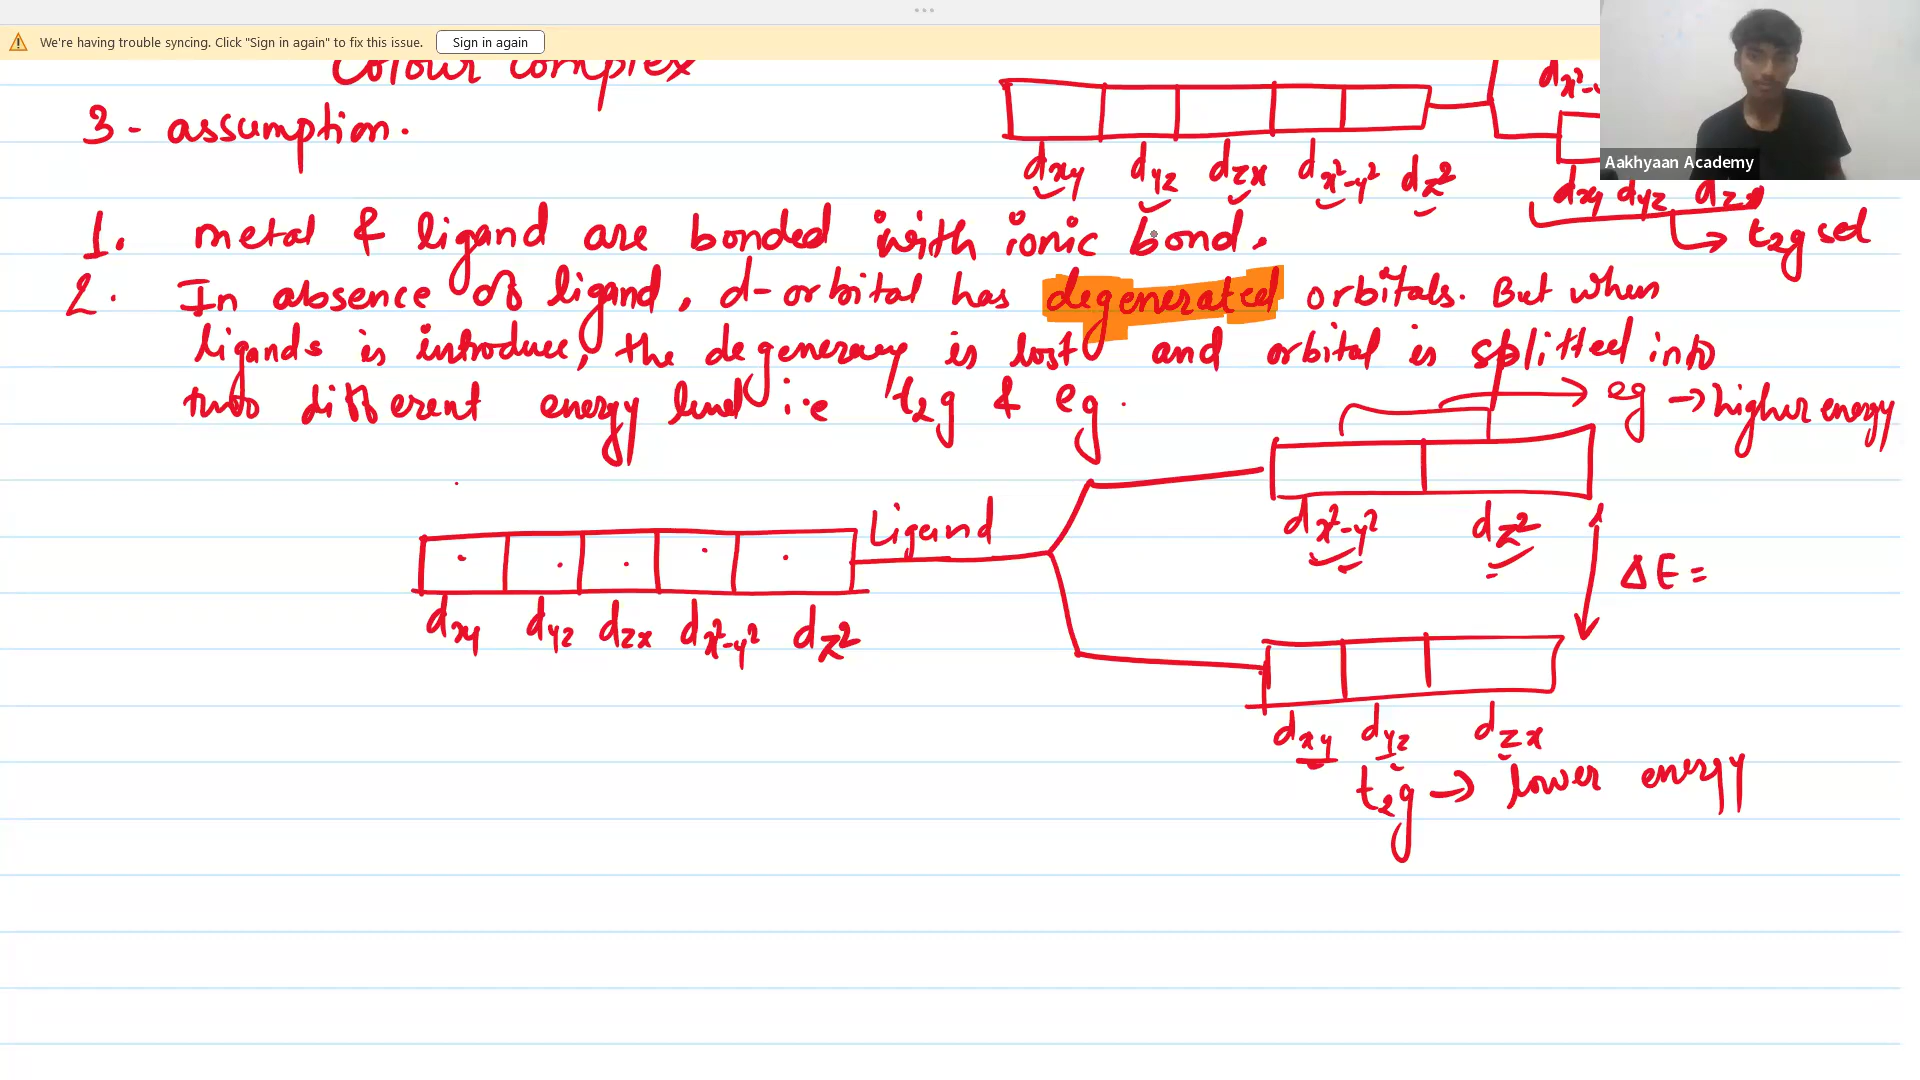 We're having trouble syncing. Click "Sign in again" to fix this issue. Sign in again
Colour complex
3 - assumption.
dxy dyz dzx dx²-y² dz²
dxy dyz dzx
t2g set
Aakhyaan Academy
1. metal & ligand are bonded with ionic bond.
2. In absence of ligand, d-orbital has degenerated orbitals. But when
ligands is introduce, the degeneracy is lost and orbital is splitted into
two different energy level i.e t2g & eg.
eg → higher energy
dx²-y² dz²
Ligand
ΔE =
dxy dyz dzx dx²-y² dz²
dxy dyz dzx
t2g → lower energy